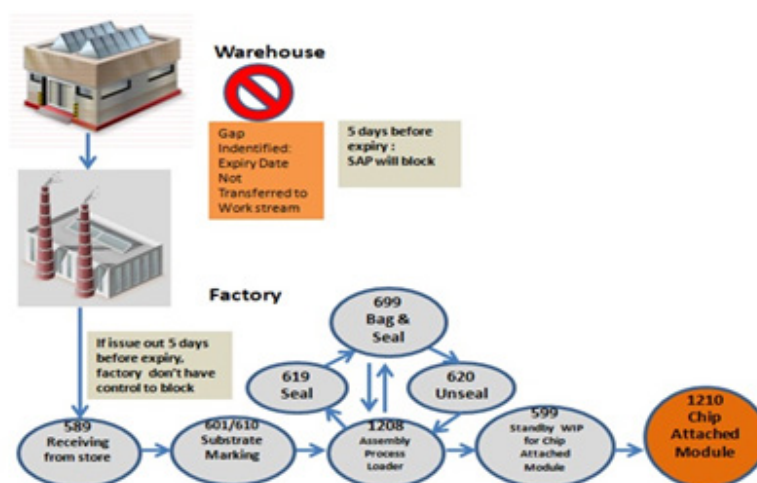 Warehouse
Gap
Indentified:
Expiry Date
Not
Transferred to
Work stream
5 days before
expiry :
SAP will block
Factory
If issue out 5 days
before expiry,
factory don't have
control to block
699
Bag &
Seal
619
Seal
620
Unseal
589
Receiving
from store
601/610
Substrate
Marking
1208
Assembly
Process
Loader
599
Standby WIP
for Chip
Attached
Module
1210
Chip
Attached
Module